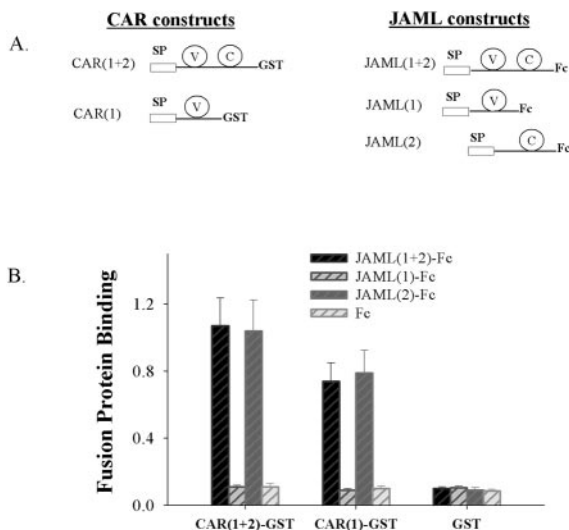 CAR constructs
JAML constructs
A.
CAR(1+2) SP V C GST
JAML(1+2) SP V C Fc
CAR(1) SP V GST
JAML(1) SP V Fc
JAML(2) SP C Fc
B.
JAML(1+2)-Fc
JAML(1)-Fc
JAML(2)-Fc
Fc
Fusion Protein Binding
1.2
0.8
0.4
0.0
CAR(1+2)-GST CAR(1)-GST GST